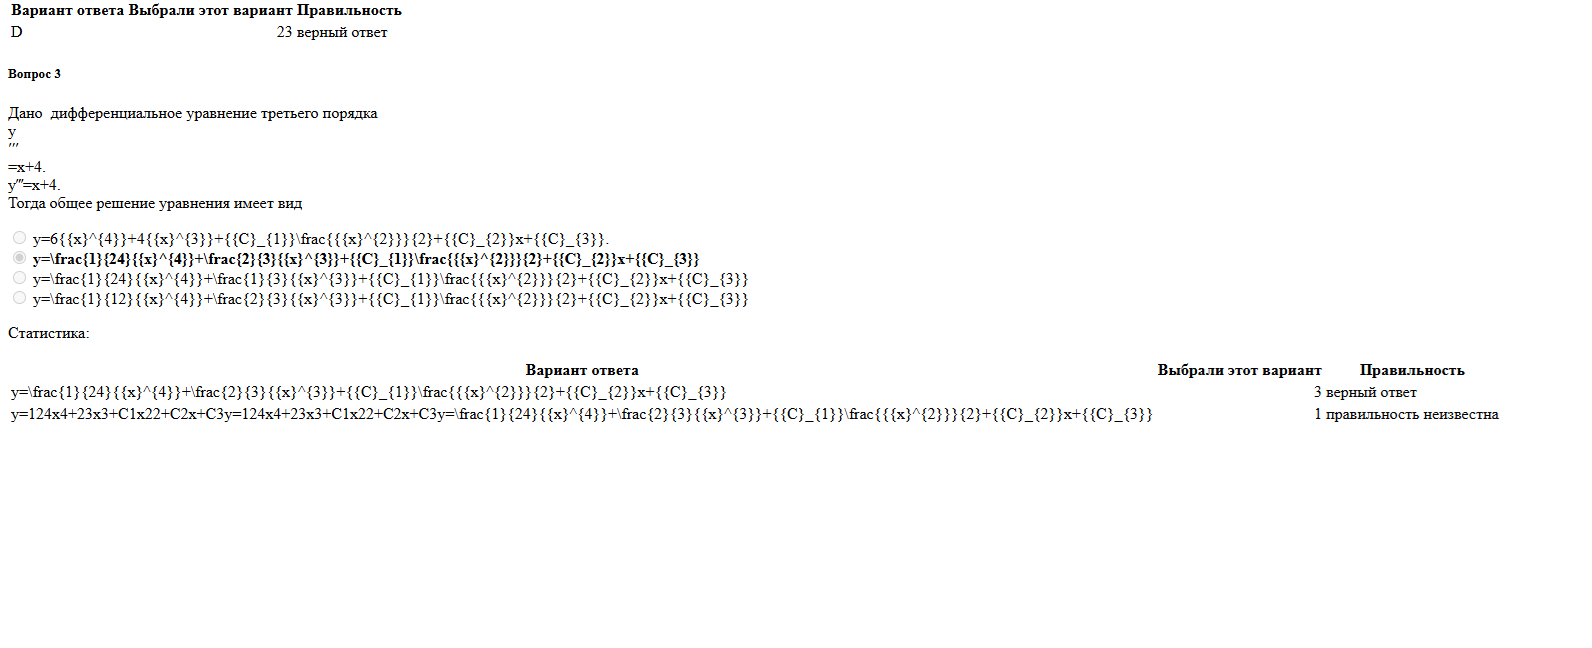 Вариант ответа Выбрали этот вариант Правильность
D 23 верный ответ
Вопрос 3
Дано  дифференциальное уравнение третьего порядка
y
′′′
=x+4.
y‴=x+4.
Тогда общее решение уравнения имеет вид
y=6{{x}^{4}}+4{{x}^{3}}+{{C}_{1}}\frac{{{x}^{2}}}{2}+{{C}_{2}}x+{{C}_{3}}.
y=\frac{1}{24}{{x}^{4}}+\frac{2}{3}{{x}^{3}}+{{C}_{1}}\frac{{{x}^{2}}}{2}+{{C}_{2}}x+{{C}_{3}}
y=\frac{1}{24}{{x}^{4}}+\frac{1}{3}{{x}^{3}}+{{C}_{1}}\frac{{{x}^{2}}}{2}+{{C}_{2}}x+{{C}_{3}}
y=\frac{1}{12}{{x}^{4}}+\frac{2}{3}{{x}^{3}}+{{C}_{1}}\frac{{{x}^{2}}}{2}+{{C}_{2}}x+{{C}_{3}}
Статистика:
Вариант ответа Выбрали этот вариант Правильность
y=\frac{1}{24}{{x}^{4}}+\frac{2}{3}{{x}^{3}}+{{C}_{1}}\frac{{{x}^{2}}}{2}+{{C}_{2}}x+{{C}_{3}} 3 верный ответ
y=124x4+23x3+C1x22+C2x+C3y=124x4+23x3+C1x22+C2x+C3y=\frac{1}{24}{{x}^{4}}+\frac{2}{3}{{x}^{3}}+{{C}_{1}}\frac{{{x}^{2}}}{2}+{{C}_{2}}x+{{C}_{3}} 1 правильность неизвестна